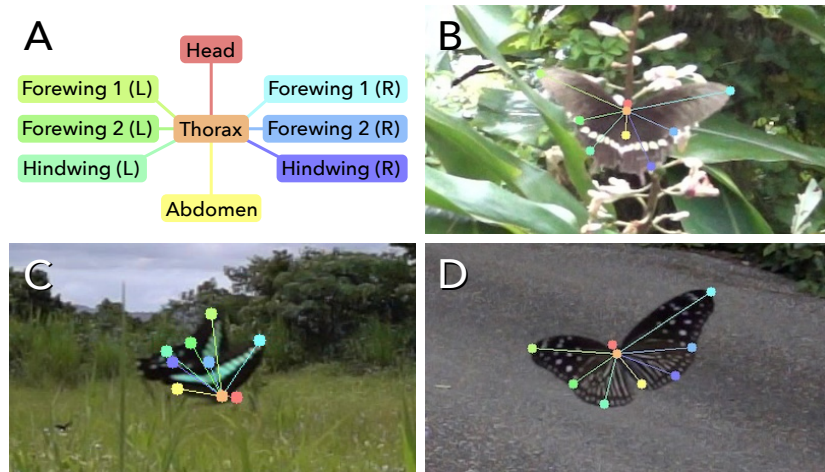 A
Head
Forewing 1 (L)
Forewing 1 (R)
Forewing 2 (L)
Thorax
Forewing 2 (R)
Hindwing (L)
Hindwing (R)
Abdomen
B
C
D